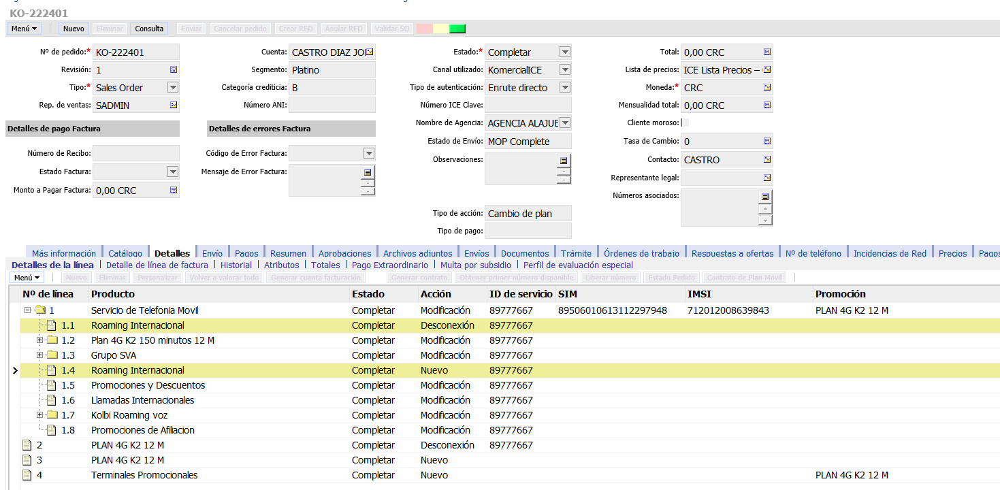 KO-222401
Menú Nuevo Eliminar Consulta Enviar Cancelar pedido Crear RED Anular RED Validar SO
Nº de pedido:* KO-222401 Cuenta: CASTRO DIAZ JO Estado:* Completar Total: 0,00 CRC
Revisión: 1 Segmento: Platino Canal utilizado: KomercialICE Lista de precios: ICE Lista Precios –
Tipo:* Sales Order Categoría crediticia: B Tipo de autenticación: Enrute directo Moneda:* CRC
Rep. de ventas: SADMIN Número ANI: Número ICE Clave: Mensualidad total: 0,00 CRC
Detalles de pago Factura Detalles de errores Factura Nombre de Agencia: AGENCIA ALAJUE Cliente moroso:
Estado de Envío: MOP Complete Tasa de Cambio: 0
Número de Recibo: Código de Error Factura: Observaciones: Contacto: CASTRO
Estado Factura: Mensaje de Error Factura: Representante legal:
Monto a Pagar Factura: 0,00 CRC Números asociados:
Tipo de acción: Cambio de plan
Tipo de pago:
Más información Catálogo Detalles Envío Pagos Resumen Aprobaciones Archivos adjuntos Envíos Documentos Trámite Órdenes de trabajo Respuestas a ofertas Nº de teléfono Incidencias de Red Precios Pagos
Detalles de la línea Detalle de línea de factura Historial Atributos Totales Pago Extraordinario Multa por subsidio Perfil de evaluación especial
Menú Nuevo Eliminar Personalizar Volver a valorar todo Generar cuenta facturación Generar contrato Obtener primer número disponible Liberar número Estado Pedido Contrato de Plan Movil
Nº de línea Producto Estado Acción ID de servicio SIM IMSI Promoción
1 Servicio de Telefonia Movil Completar Modificación 89777667 89506010613112297948 712012008639843 PLAN 4G K2 12 M
1.1 Roaming Internacional Completar Desconexión 89777667
1.2 Plan 4G K2 150 minutos 12 M Completar Modificación 89777667
1.3 Grupo SVA Completar Modificación 89777667
1.4 Roaming Internacional Completar Nuevo 89777667
1.5 Promociones y Descuentos Completar Modificación 89777667
1.6 Llamadas Internacionales Completar Modificación 89777667
1.7 Kolbi Roaming voz Completar Modificación 89777667
1.8 Promociones de Afiliacion Completar Modificación 89777667
2 PLAN 4G K2 12 M Completar Desconexión 89777667
3 PLAN 4G K2 12 M Completar Nuevo
4 Terminales Promocionales Completar Nuevo PLAN 4G K2 12 M